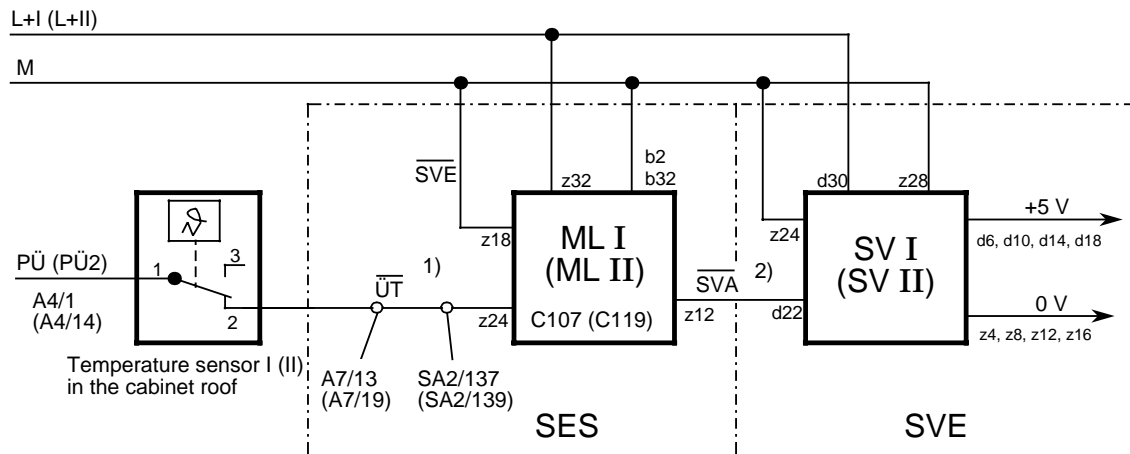 L+I (L+II)
M
SVE
b2
b32
z32
d30
z28
z18
z24
ML I
(ML II)
SV I
(SV II)
+5 V
d6, d10, d14, d18
PÜ (PÜ2)
1
3
2
A4/1
(A4/14)
ÜT
1)
z24
C107 (C119)
z12
SVA
2)
d22
0 V
z4, z8, z12, z16
Temperature sensor I (II)
in the cabinet roof
A7/13
(A7/19)
SA2/137
(SA2/139)
SES
SVE